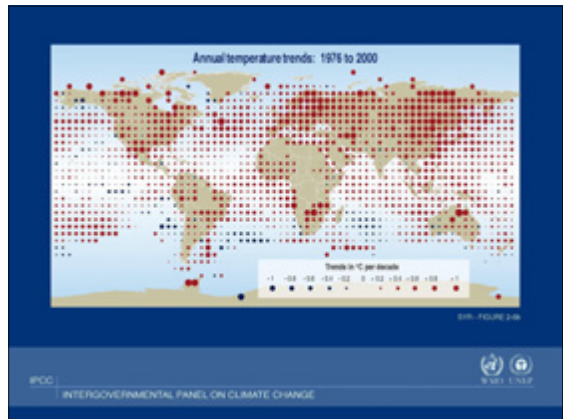 Annual temperature trends: 1976 to 2000
Trends in °C per decade
-1 -0.8 -0.6 -0.4 -0.2 0 +0.2 +0.4 +0.6 +0.8 +1
SYR - FIGURE 2-6b
WMO UNEP
IPCC
INTERGOVERNMENTAL PANEL ON CLIMATE CHANGE